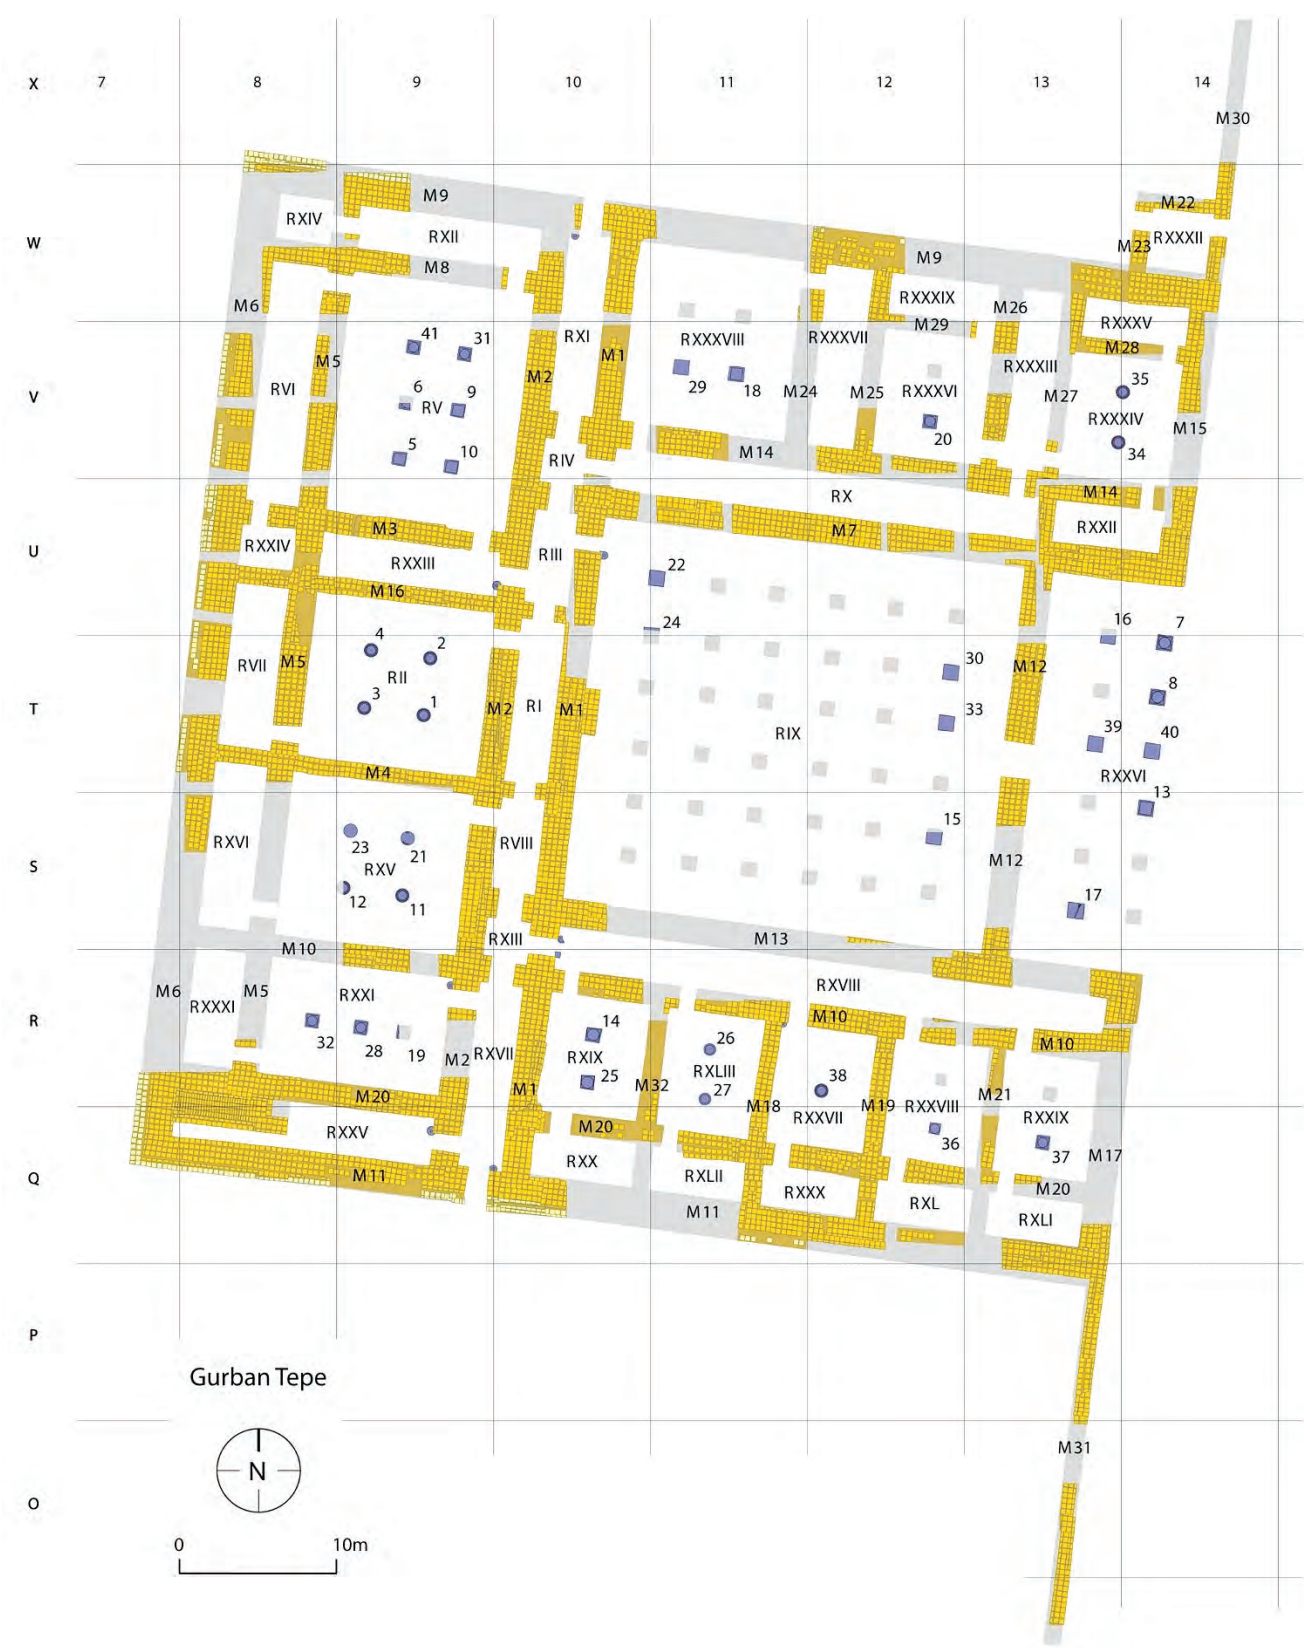 X 7 8 9 10 11 12 13 14
M30
M9
M22
RXIV
RXII
W
M23 RXXXII
M8
M9
RXXXIX
M6
M26
M29
RXXXV
41 31
RXI
RXXXVIII
RXXXVII
M28
M5
M1
RXXXIII
M2
35
6
RVI
29 18
M24 M25
RXXXVI
M27
V
9
RV
RXXXIV
20
M15
5 10
RIV
M14
34
RX
M14
M3
M7
RXXII
U
RXXIV
RXXIII
RIII
22
M16
24
16 7
4 2
RVII
M5
RII
30
M12
8
3 1
M2
RI
M1
T
33
RIX
39 40
M4
RXXVI
13
15
RXVI
23 21
RVIII
S
RXV
M12
12 11
17
M10
RXIII
M13
RXVIII
M6
RXXXI
M5
RXXI
R
14
M10
26
M10
32 28 19
M2
RXVII
RXIX
25
RXLIII
38
M20
M1
M32
27
M18
M19
RXXVIII
M21
RXXVII
RXXIX
RXXV
M20
36
37
RXX
M17
Q
M11
RXLII
RXXX
RXL
M20
M11
RXLI
P
Gurban Tepe
M31
N
O
0 10m